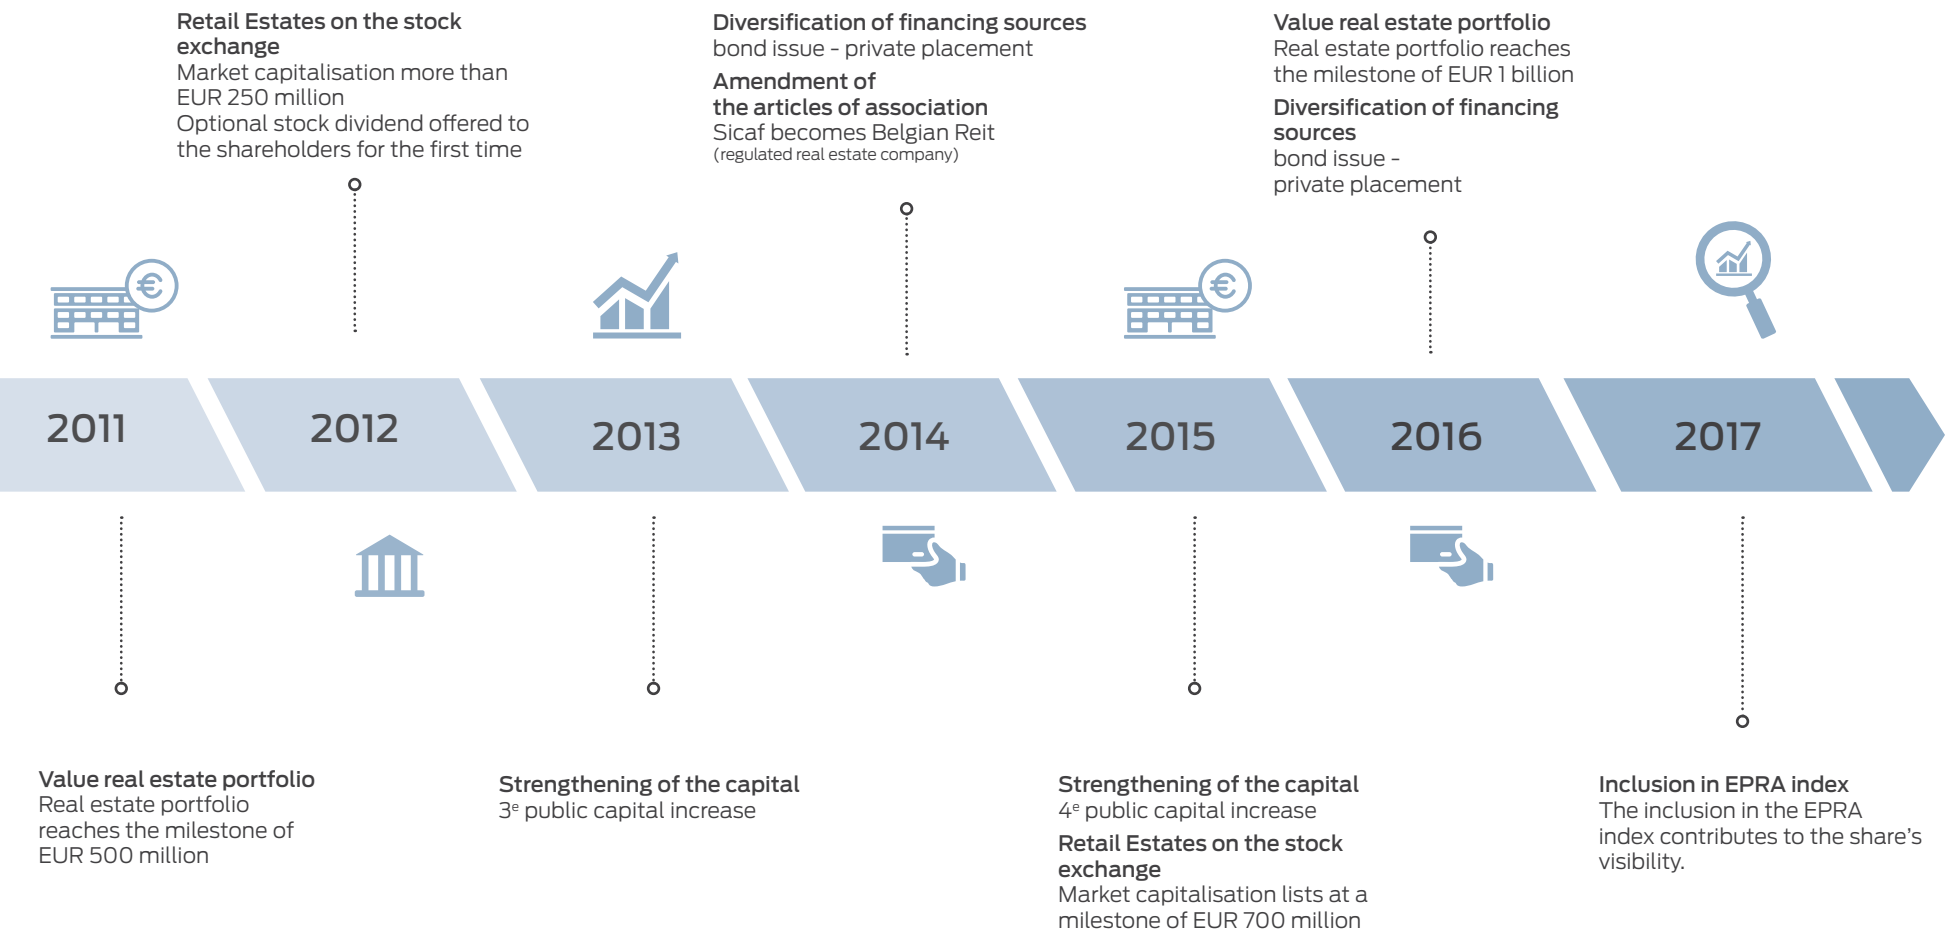 Retail Estates on the stock
exchange
Market capitalisation more than
EUR 250 million
Optional stock dividend offered to
the shareholders for the first time
Diversification of financing sources
bond issue - private placement
Amendment of
the articles of association
Sicaf becomes Belgian Reit
(regulated real estate company)
Value real estate portfolio
Real estate portfolio reaches
the milestone of EUR 1 billion
Diversification of financing
sources
bond issue -
private placement
€
€
2011
2012
2013
2014
2015
2016
2017
Value real estate portfolio
Real estate portfolio
reaches the milestone of
EUR 500 million
Strengthening of the capital
3ᵉ public capital increase
Strengthening of the capital
4ᵉ public capital increase
Retail Estates on the stock
exchange
Market capitalisation lists at a
milestone of EUR 700 million
Inclusion in EPRA index
The inclusion in the EPRA
index contributes to the share’s
visibility.